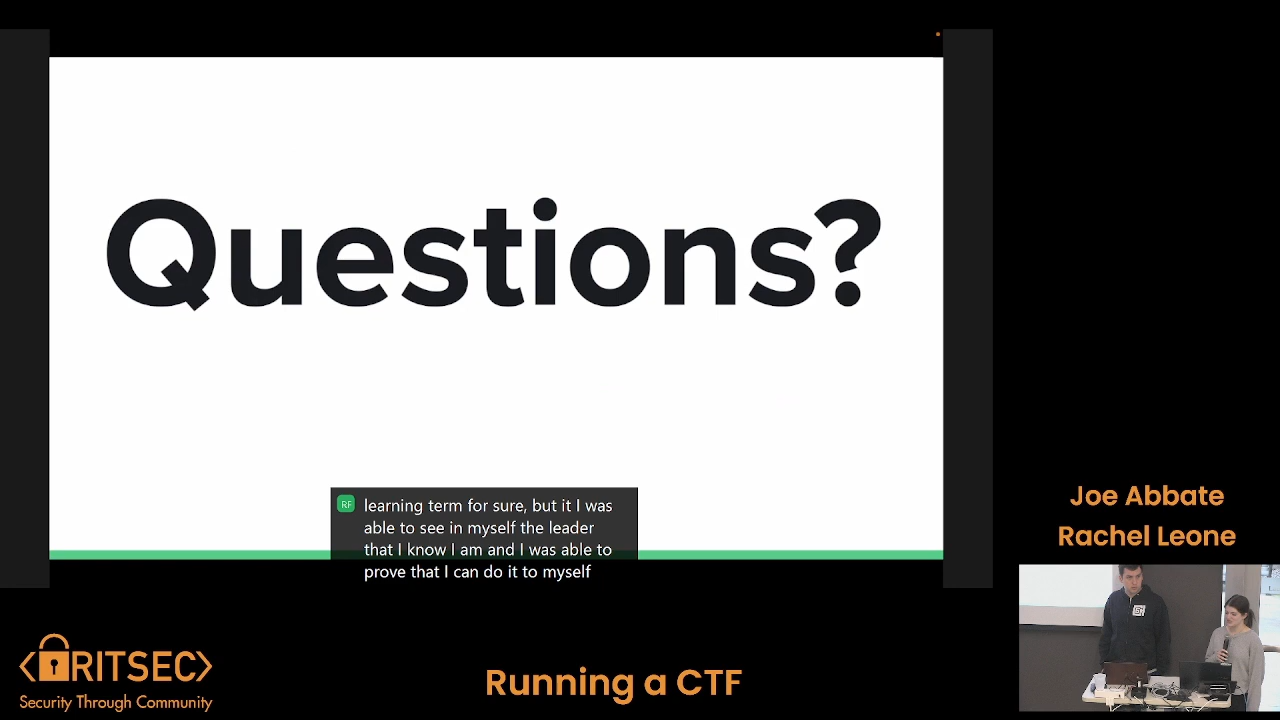 Questions?
RF
learning term for sure, but it I was
able to see in myself the leader
that I know I am and I was able to
prove that I can do it to myself
Joe Abbate
Rachel Leone
<RITSEC>
Security Through Community
Running a CTF